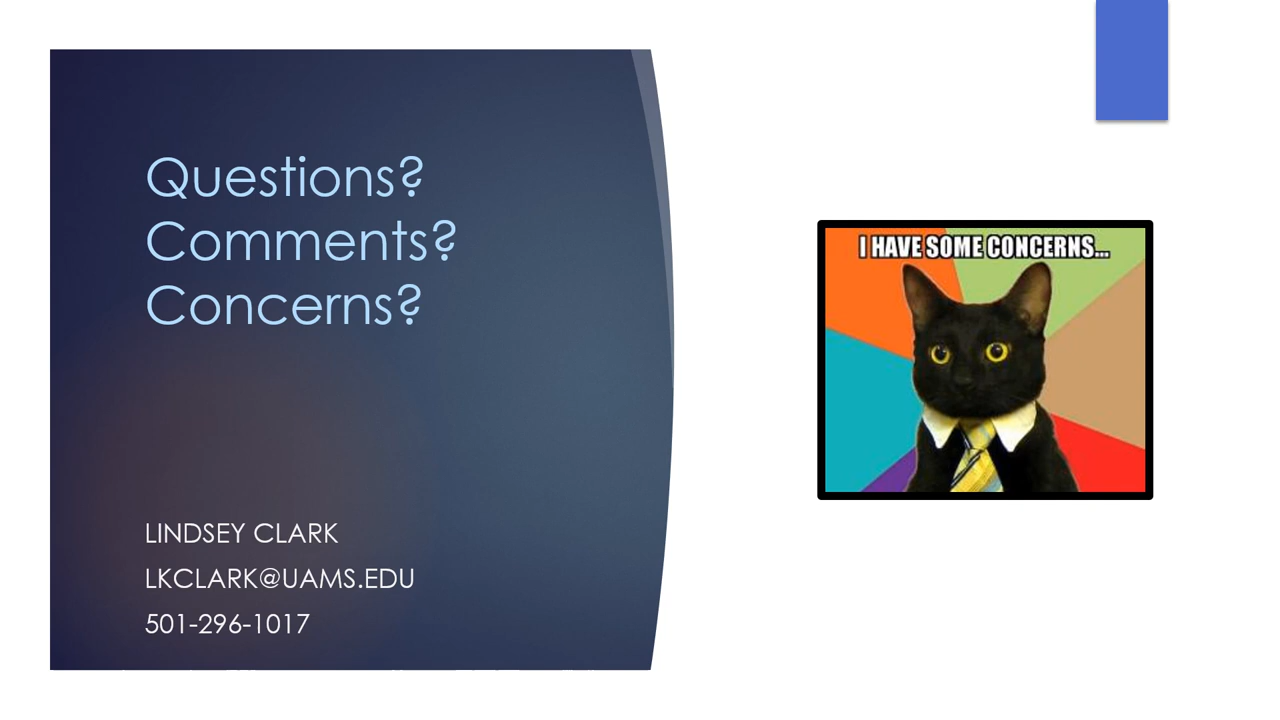 Questions?
Comments?
Concerns?
LINDSEY CLARK
LKCLARK@UAMS.EDU
501-296-1017
I HAVE SOME CONCERNS...